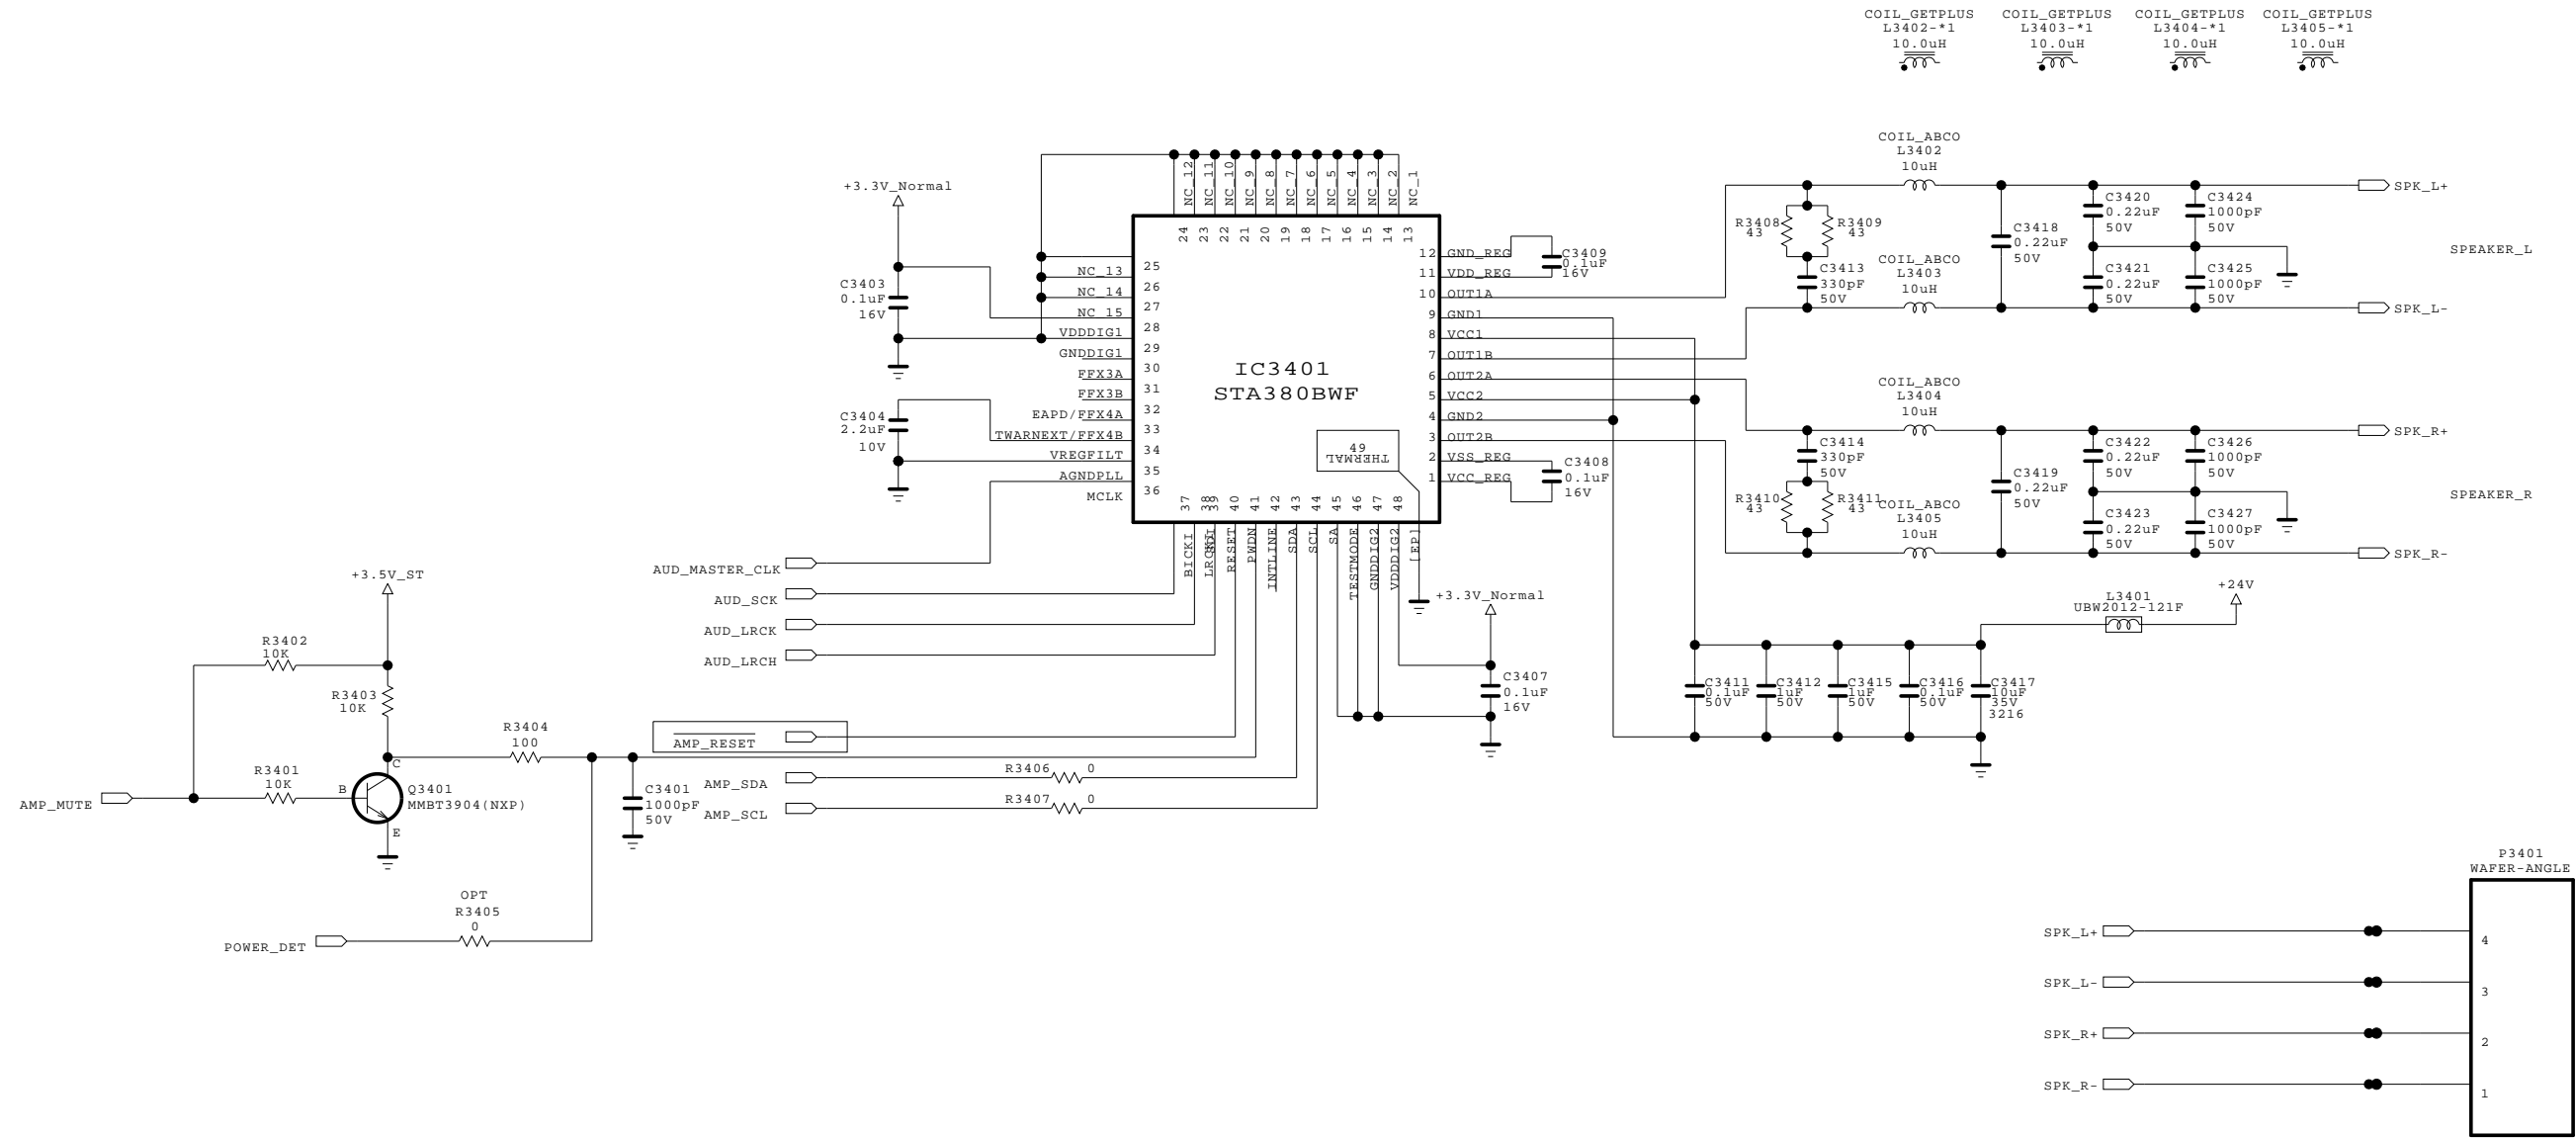 COIL_GETPLUS
L3402-*1
10.0uH
COIL_GETPLUS
L3403-*1
10.0uH
COIL_GETPLUS
L3404-*1
10.0uH
COIL_GETPLUS
L3405-*1
10.0uH
+3.3V_Normal
C3403
0.1uF
16V
C3404
2.2uF
10V
NC_12
NC_11
NC_10
NC_9
NC_8
NC_7
NC_6
NC_5
NC_4
NC_3
NC_2
NC_1
24
23
22
21
20
19
18
17
16
15
14
13
NC_13
NC_14
NC_15
VDDDIG1
GNDDIG1
FFX3A
FFX3B
EAPD/FFX4A
TWARNEXT/FFX4B
VREGFILT
AGNDPLL
MCLK
25
26
27
28
29
30
31
32
33
34
35
36
IC3401
STA380BWF
49
THERMAL
12 GND_REG
11 VDD_REG
10 OUT1A
9 GND1
8 VCC1
7 OUT1B
6 OUT2A
5 VCC2
4 GND2
3 OUT2B
2 VSS_REG
1 VCC_REG
37
38
39
40
41
42
43
44
45
46
47
48
BICKI
LRCKI
SDI
RESET
PWDN
INTLINE
SDA
SCL
SA
TESTMODE
GNDDIG2
VDDDIG2
[EP]
C3409
0.1uF
16V
C3408
0.1uF
16V
COIL_ABCO
L3402
10uH
R3408
43
R3409
43
C3413
330pF
50V
COIL_ABCO
L3403
10uH
C3418
0.22uF
50V
C3420
0.22uF
50V
C3424
1000pF
50V
C3421
0.22uF
50V
C3425
1000pF
50V
SPK_L+
SPEAKER_L
SPK_L-
COIL_ABCO
L3404
10uH
C3414
330pF
50V
R3410
43
R3411
43
COIL_ABCO
L3405
10uH
C3419
0.22uF
50V
C3422
0.22uF
50V
C3426
1000pF
50V
C3423
0.22uF
50V
C3427
1000pF
50V
SPK_R+
SPEAKER_R
SPK_R-
+24V
L3401
UBW2012-121F
C3411
0.1uF
50V
C3412
1uF
50V
C3415
1uF
50V
C3416
0.1uF
50V
C3417
10uF
35V
3216
+3.3V_Normal
C3407
0.1uF
16V
AUD_MASTER_CLK
AUD_SCK
AUD_LRCK
AUD_LRCH
AMP_RESET
AMP_SDA
AMP_SCL
R3406 0
R3407 0
+3.5V_ST
R3402
10K
R3403
10K
R3404
100
R3401
10K
AMP_MUTE
B
C
E
Q3401
MMBT3904(NXP)
C3401
1000pF
50V
OPT
R3405
0
POWER_DET
P3401
WAFER-ANGLE
SPK_L+
4
SPK_L-
3
SPK_R+
2
SPK_R-
1